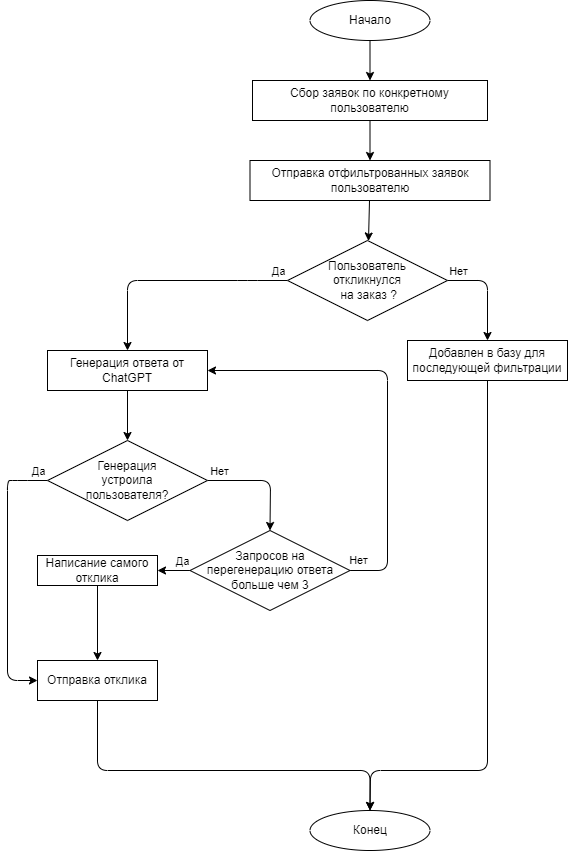 Начало
Сбор заявок по конкретному
пользователю
Отправка отфильтрованных заявок
пользователю
Пользователь
откликнулся
на заказ ?
Да
Нет
Генерация ответа от
ChatGPT
Добавлен в базу для
последующей фильтрации
Генерация
устроила
пользователя?
Да
Нет
Запросов на
перегенерацию ответа
больше чем 3
Да
Нет
Написание самого
отклика
Отправка отклика
Конец